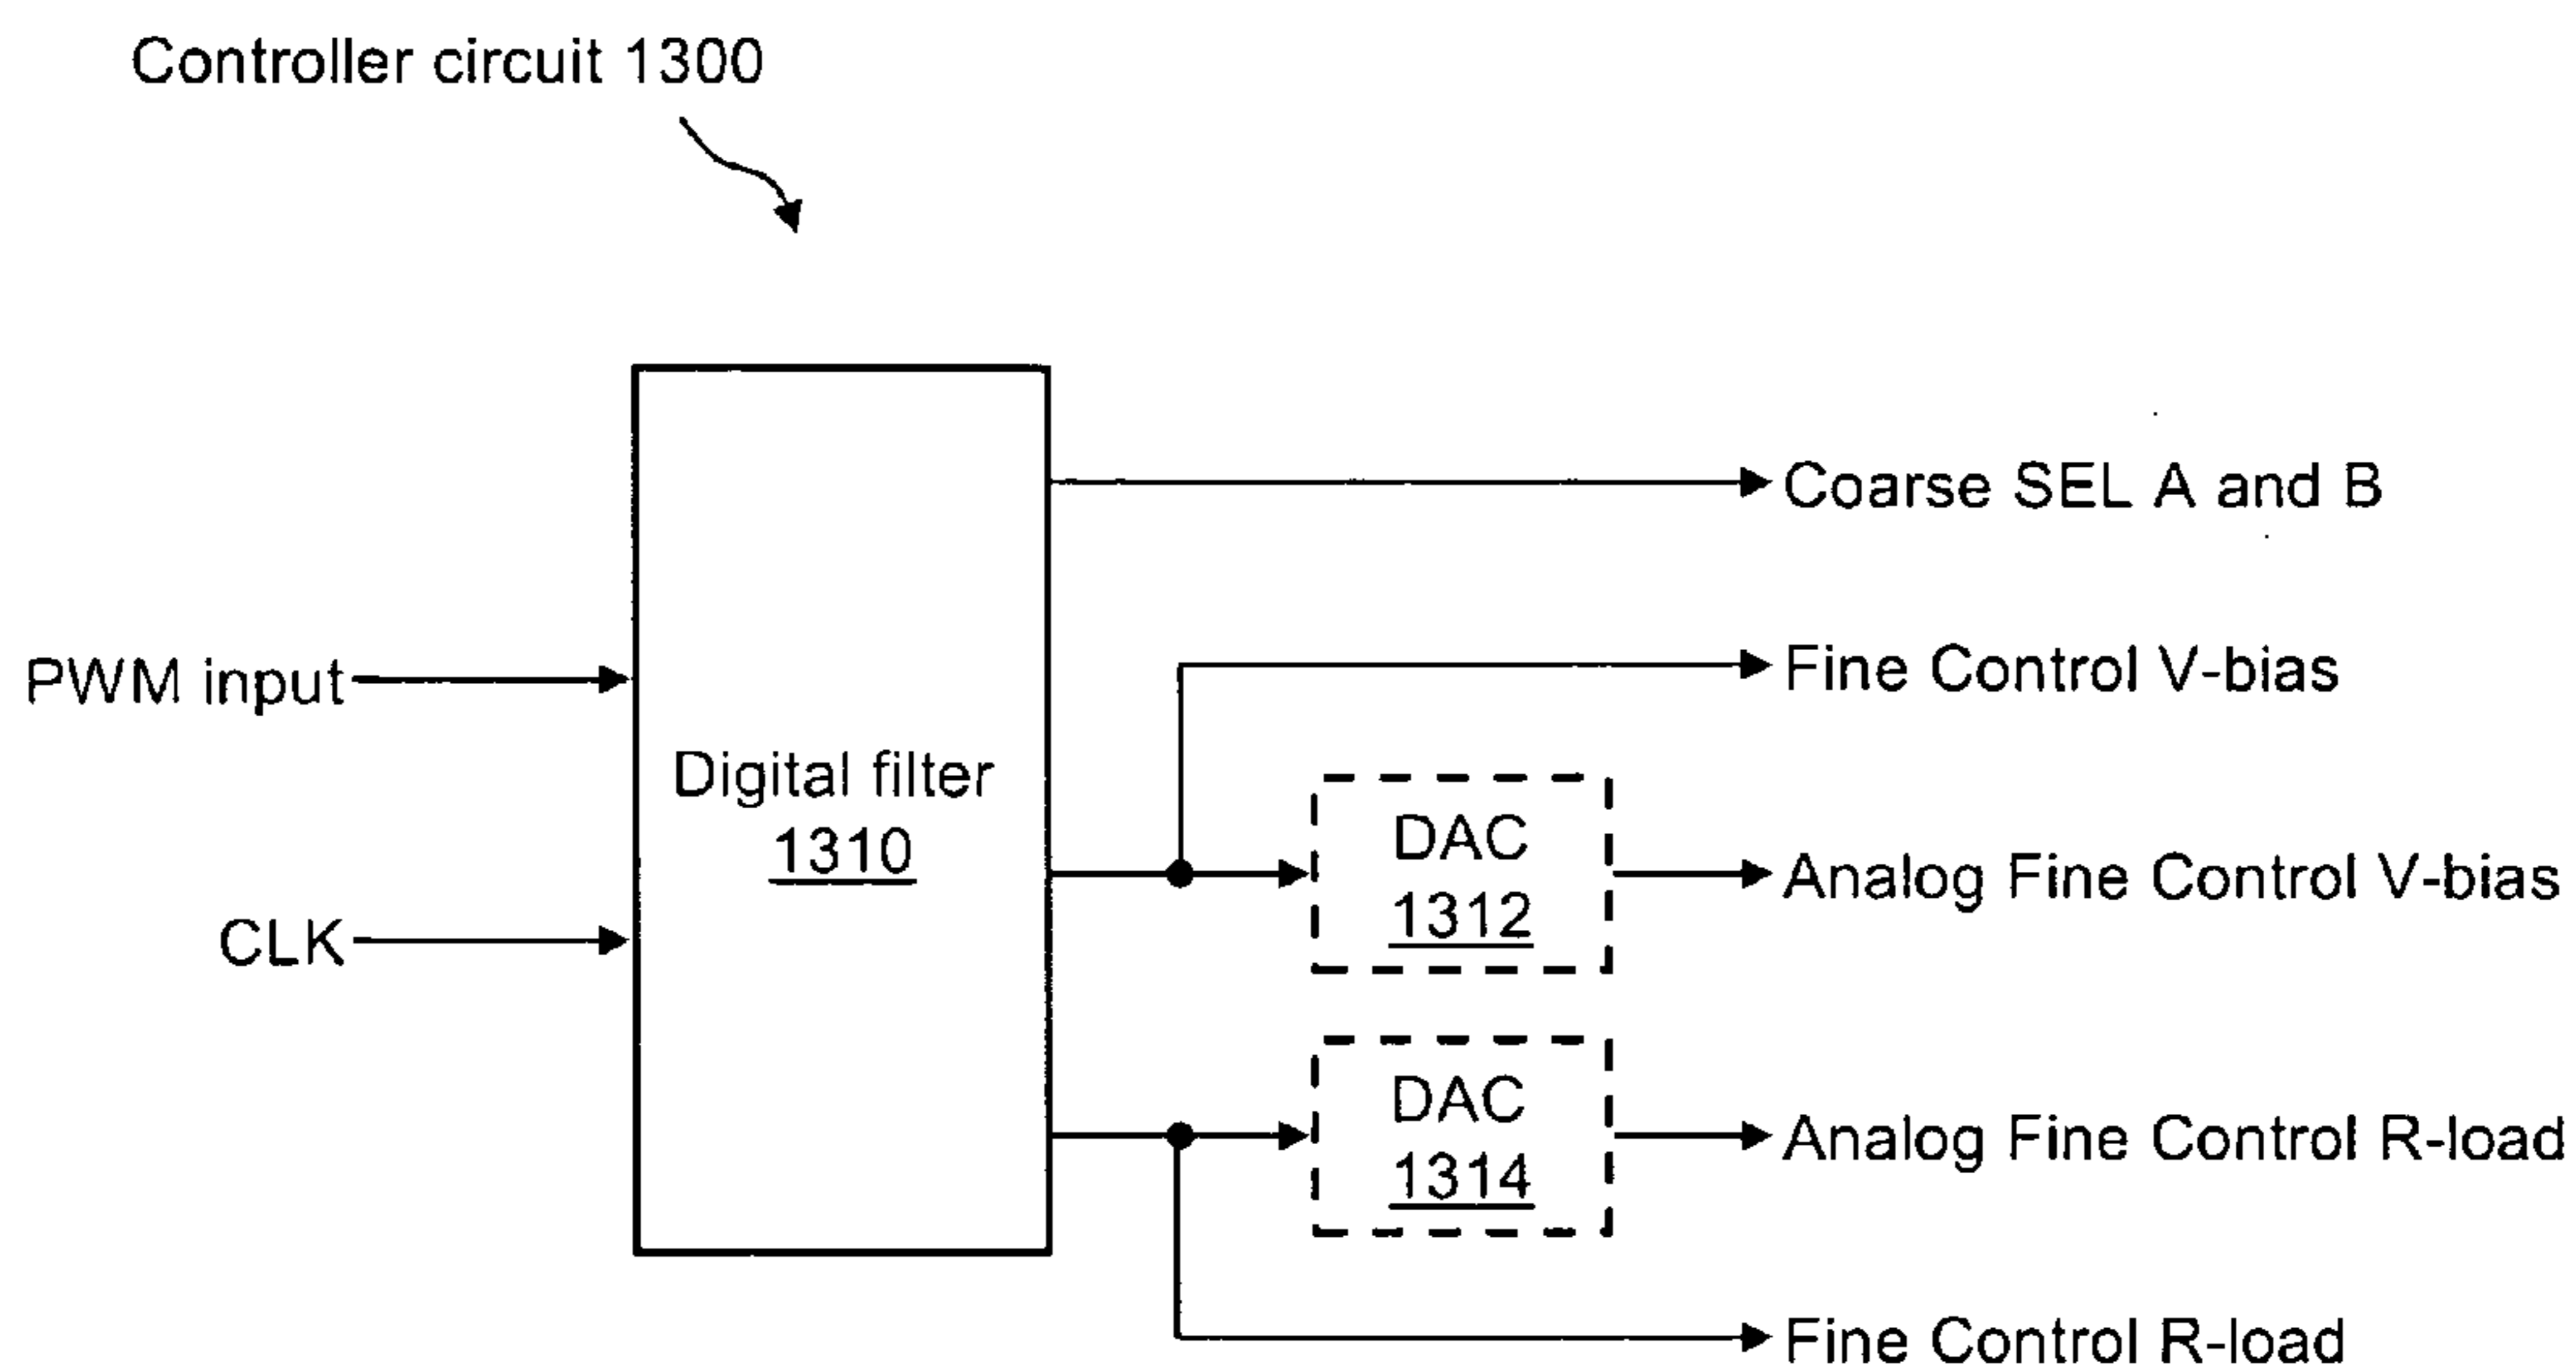 Controller circuit 1300
Coarse SEL A and B
PWM input
Fine Control V-bias
Digital filter
1310
DAC
1312
Analog Fine Control V-bias
CLK
DAC
1314
Analog Fine Control R-load
Fine Control R-load